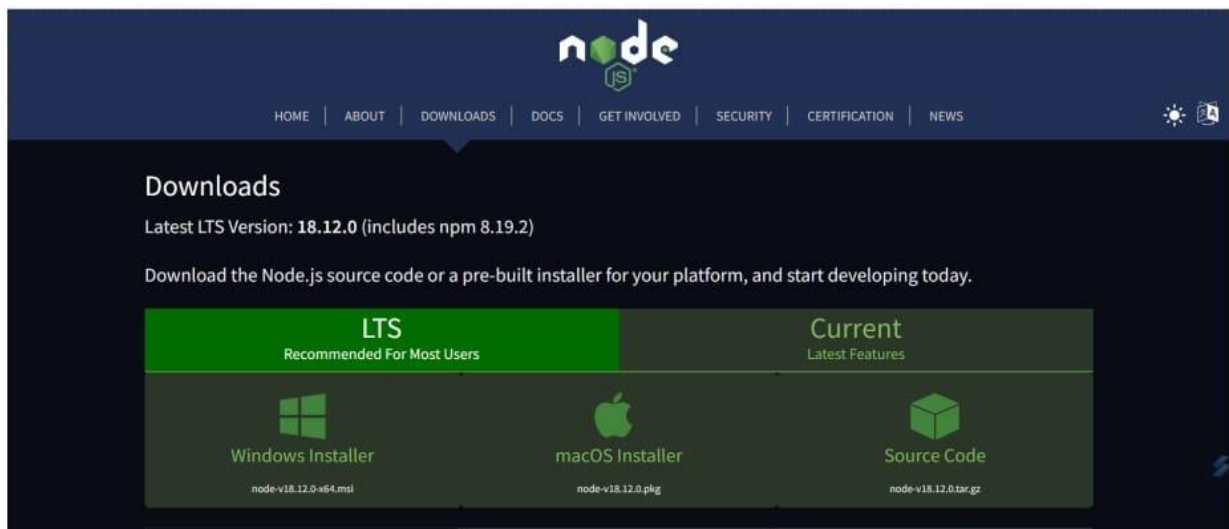 node
JS
HOME | ABOUT | DOWNLOADS | DOCS | GET INVOLVED | SECURITY | CERTIFICATION | NEWS
Downloads
Latest LTS Version: 18.12.0 (includes npm 8.19.2)
Download the Node.js source code or a pre-built installer for your platform, and start developing today.
LTS
Recommended For Most Users
Current
Latest Features
Windows Installer
node-v18.12.0-x64.msi
macOS Installer
node-v18.12.0.pkg
Source Code
node-v18.12.0.tar.gz